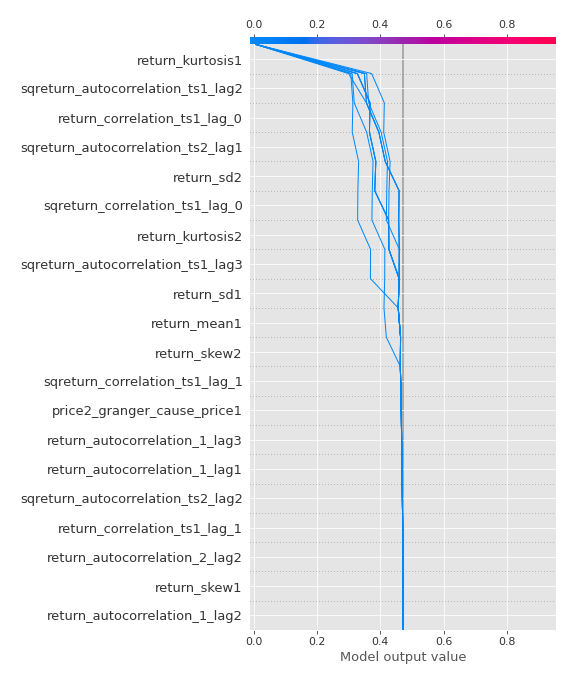 0.0 0.2 0.4 0.6 0.8
return_kurtosis1
sqreturn_autocorrelation_ts1_lag2
return_correlation_ts1_lag_0
sqreturn_autocorrelation_ts2_lag1
return_sd2
sqreturn_correlation_ts1_lag_0
return_kurtosis2
sqreturn_autocorrelation_ts1_lag3
return_sd1
return_mean1
return_skew2
sqreturn_correlation_ts1_lag_1
price2_granger_cause_price1
return_autocorrelation_1_lag3
return_autocorrelation_1_lag1
sqreturn_autocorrelation_ts2_lag2
return_correlation_ts1_lag_1
return_autocorrelation_2_lag2
return_skew1
return_autocorrelation_1_lag2
0.0 0.2 0.4 0.6 0.8
Model output value